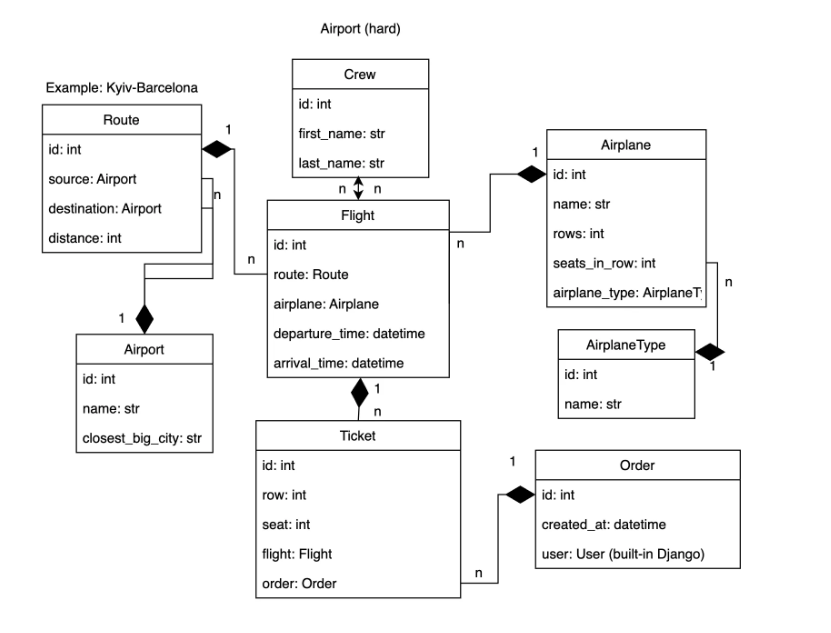 Airport (hard)
Crew
id: int
first_name: str
last_name: str
n
n
Example: Kyiv-Barcelona
Route
id: int
source: Airport
destination: Airport
distance: int
1
n
n
1
Airport
id: int
name: str
closest_big_city: str
Flight
id: int
route: Route
airplane: Airplane
departure_time: datetime
arrival_time: datetime
n
1
Airplane
id: int
name: str
rows: int
seats_in_row: int
airplane_type: AirplaneT
n
AirplaneType
id: int
name: str
1
1
n
Ticket
id: int
row: int
seat: int
flight: Flight
order: Order
n
1
Order
id: int
created_at: datetime
user: User (built-in Django)